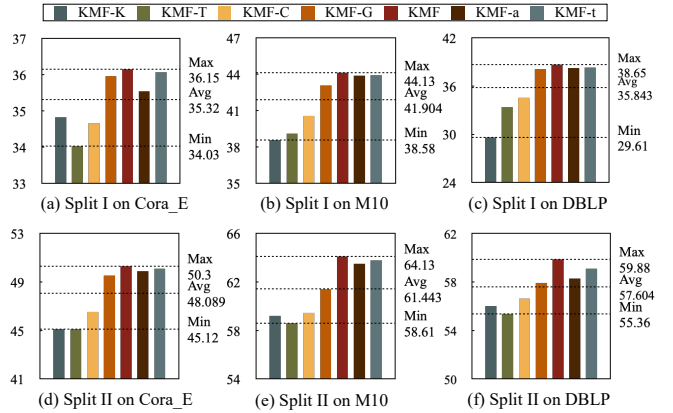 KMF-K KMF-T KMF-C KMF-G KMF KMF-a KMF-t
37
36
35
34
33
Max
36.15
Avg
35.32
Min
34.03
(a) Split I on Cora_E
47
44
41
38
35
Max
44.13
Avg
41.904
Min
38.58
(b) Split I on M10
42
36
30
24
Max
38.65
Avg
35.843
Min
29.61
(c) Split I on DBLP
53
49
45
41
Max
50.3
Avg
48.089
Min
45.12
(d) Split II on Cora_E
66
62
58
54
Max
64.13
Avg
61.443
Min
58.61
(e) Split II on M10
62
58
54
50
Max
59.88
Avg
57.604
Min
55.36
(f) Split II on DBLP